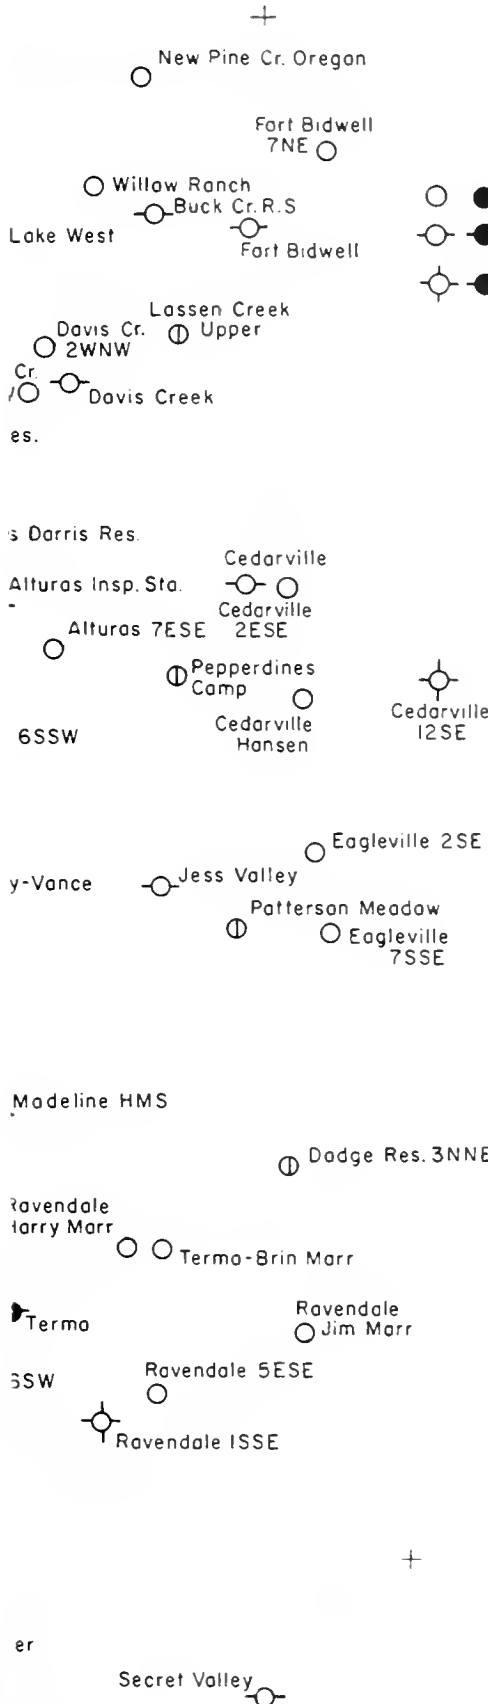 New Pine Cr. Oregon
Fort Bidwell
7NE
Willow Ranch
Buck Cr. R.S
Lake West
Fort Bidwell
Lassen Creek
Upper
Davis Cr.
2WNW
Cr.
Davis Creek
es.
s Dorris Res.
Cedarville
Alturas Insp. Sta.
Cedarville
2ESE
Alturas 7ESE
Pepperdines
Camp
Cedarville
12SE
Cedarville
Hansen
6SSW
Eagleville 2SE
y-Vance
Jess Valley
Patterson Meadow
Eagleville
7SSE
Madeline HMS
Dodge Res. 3NNE
Ravendale
Harry Marr
Termo-Brin Marr
Ravendale
Jim Marr
Termo
Ravendale 5ESE
SSW
Ravendale 1SSE
er
Secret Valley